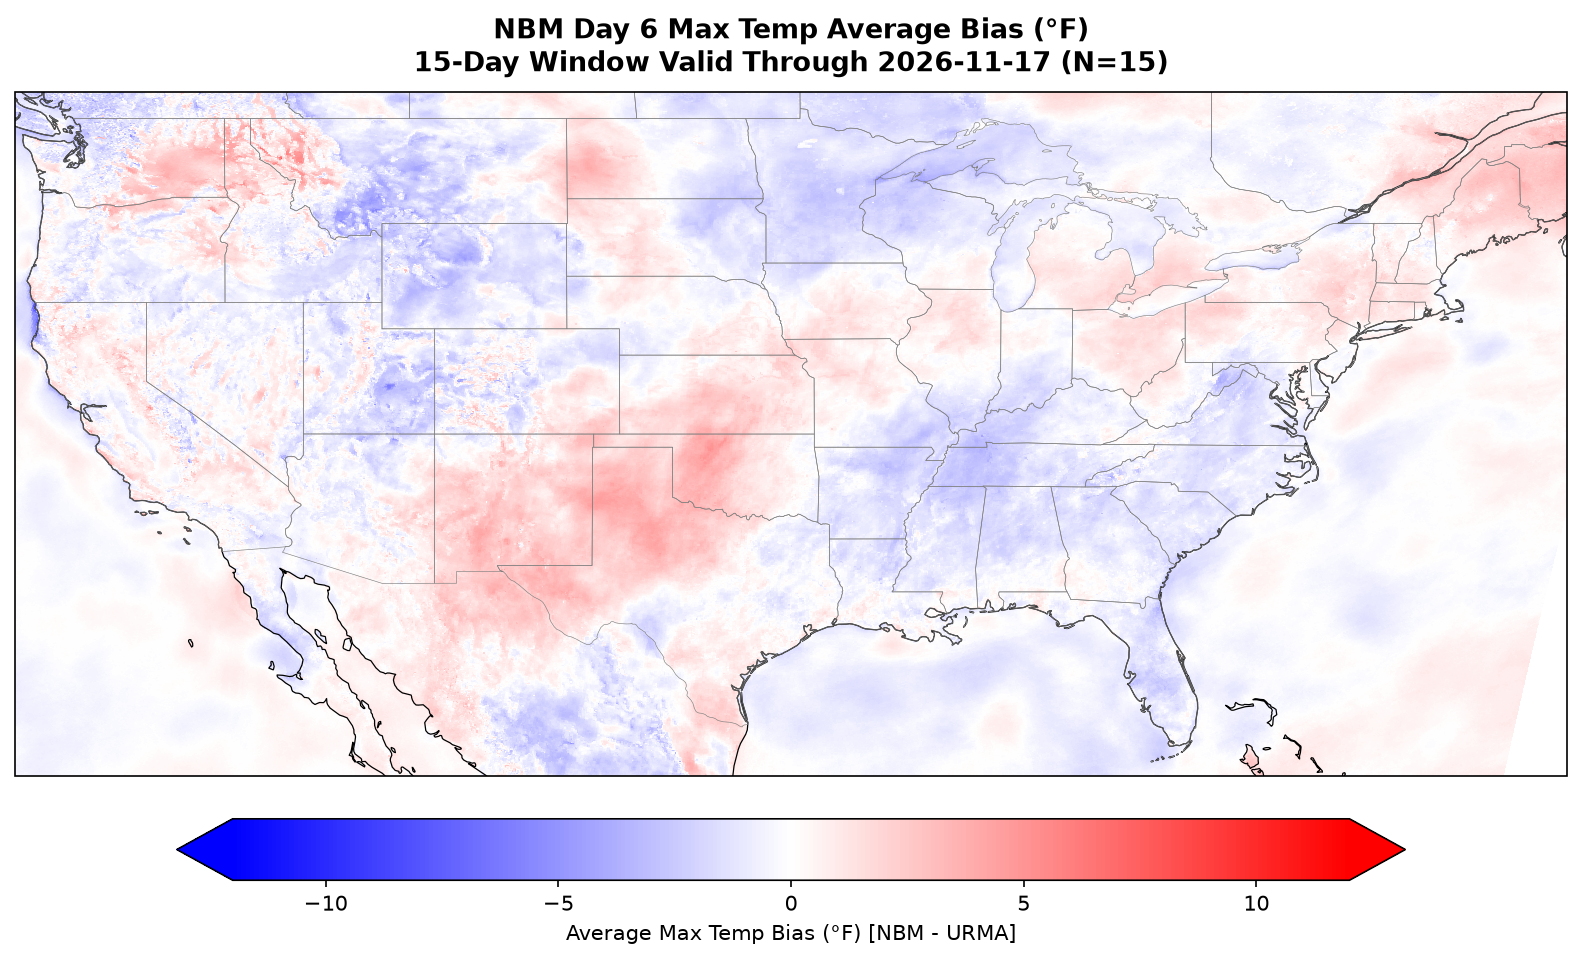 NBM Day 6 Max Temp Average Bias (°F)
15-Day Window Valid Through 2026-11-17 (N=15)
−10 −5 0 5 10
Average Max Temp Bias (°F) [NBM - URMA]